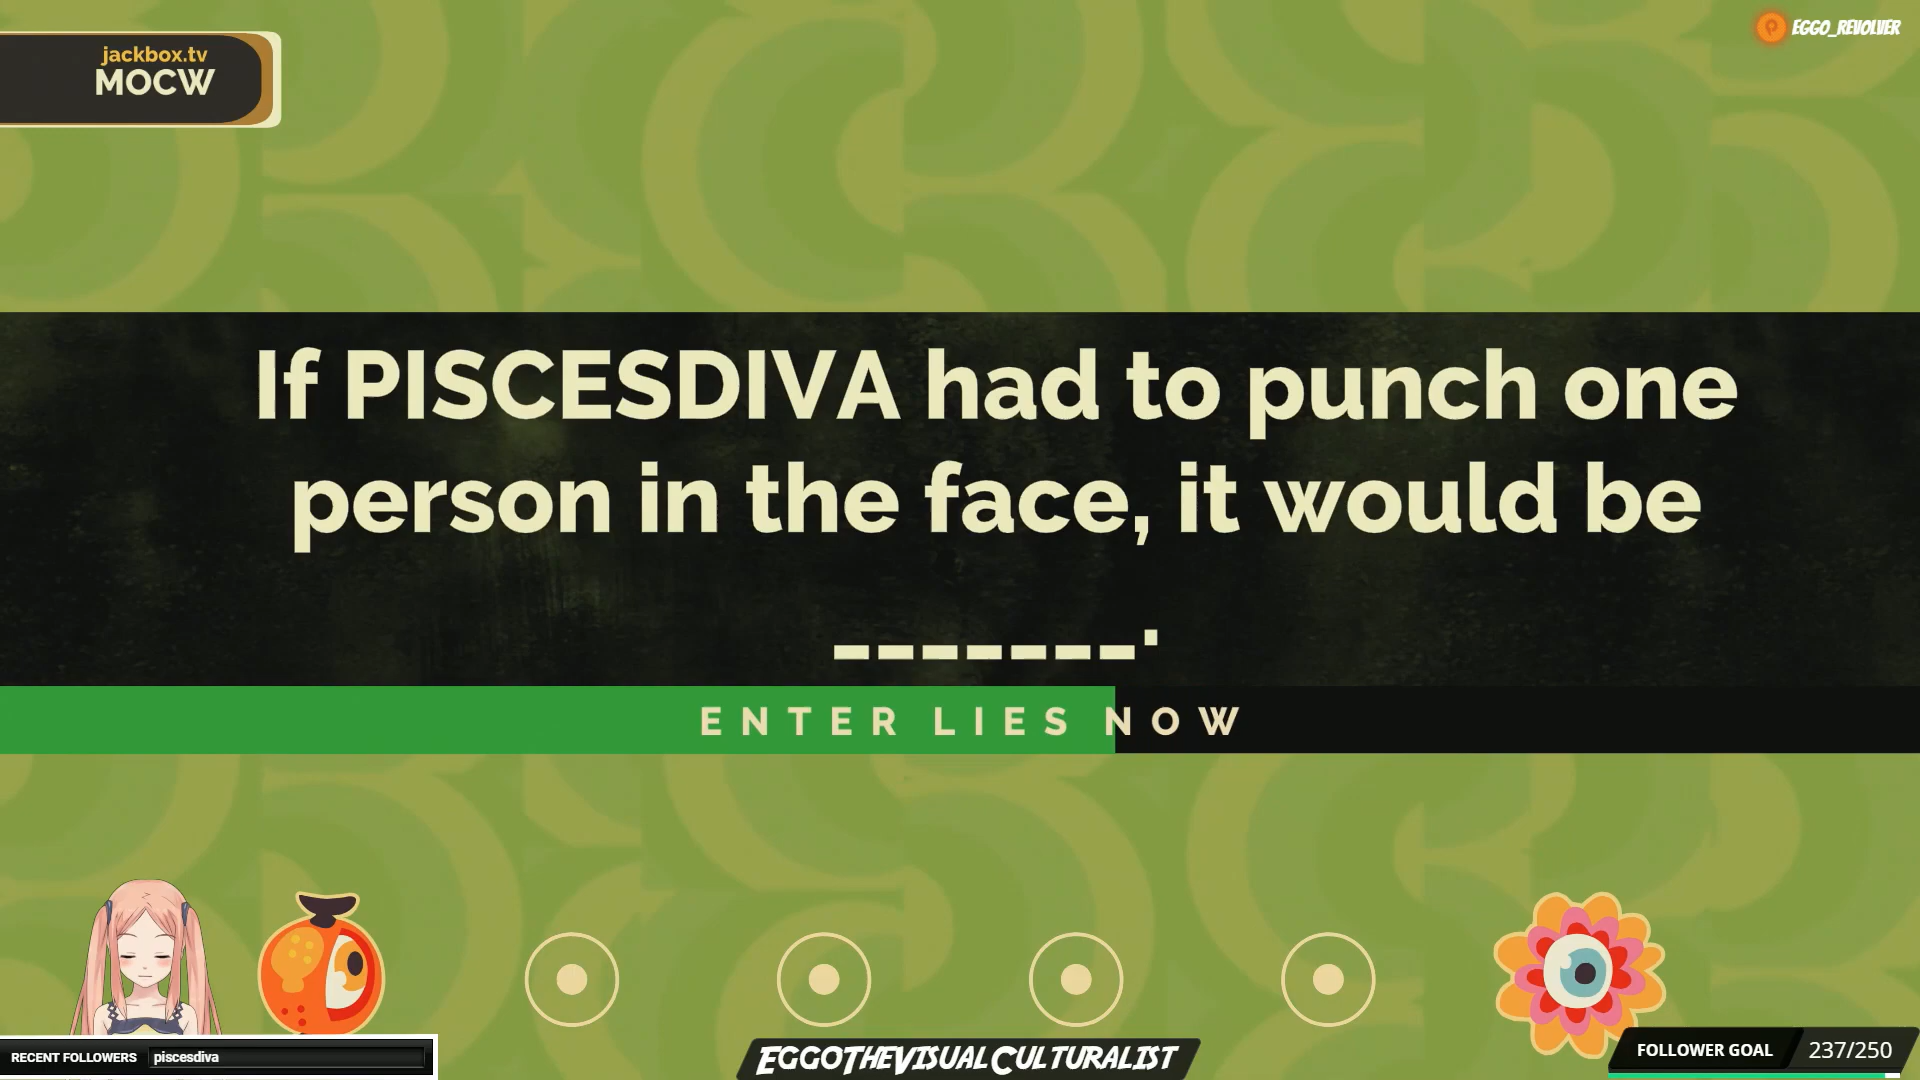 jackbox.tv
MOCW
EGGO_REVOLVER
If PISCESDIVA had to punch one
person in the face, it would be
_______.
ENTER LIES NOW
RECENT FOLLOWERS piscesdiva
EGGOTHEVISUALCULTURALIST
FOLLOWER GOAL 237/250